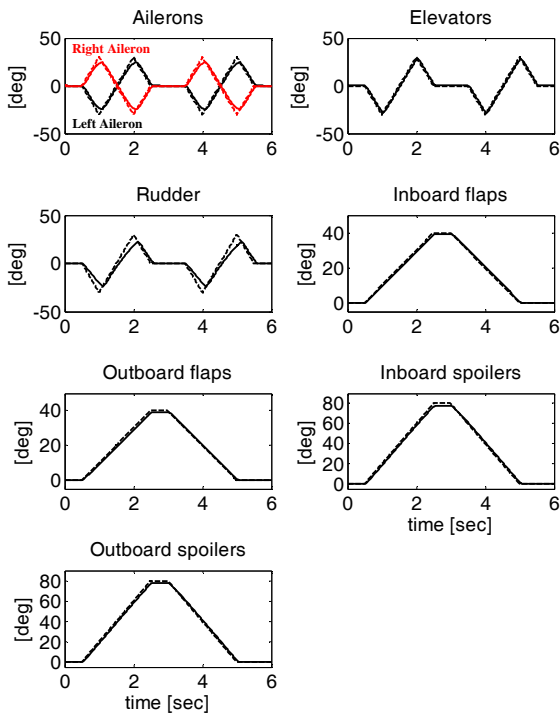 Ailerons
[deg]
50
0
-50
Right Aileron
Left Aileron
0 2 4 6
Elevators
50
0
-50
0 2 4 6
Rudder
[deg]
50
0
-50
0 2 4 6
Inboard flaps
40
20
0
0 2 4 6
Outboard flaps
[deg]
40
20
0
0 2 4 6
Inboard spoilers
80
60
40
20
0
0 2 4 6
time [sec]
Outboard spoilers
[deg]
80
60
40
20
0
0 2 4 6
time [sec]